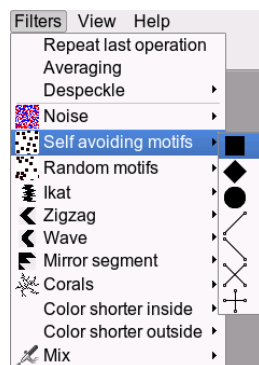 Filters View Help
Repeat last operation
Averaging
Despeckle
Noise
Self avoiding motifs
Random motifs
Ikat
Zigzag
Wave
Mirror segment
Corals
Color shorter inside
Color shorter outside
Mix